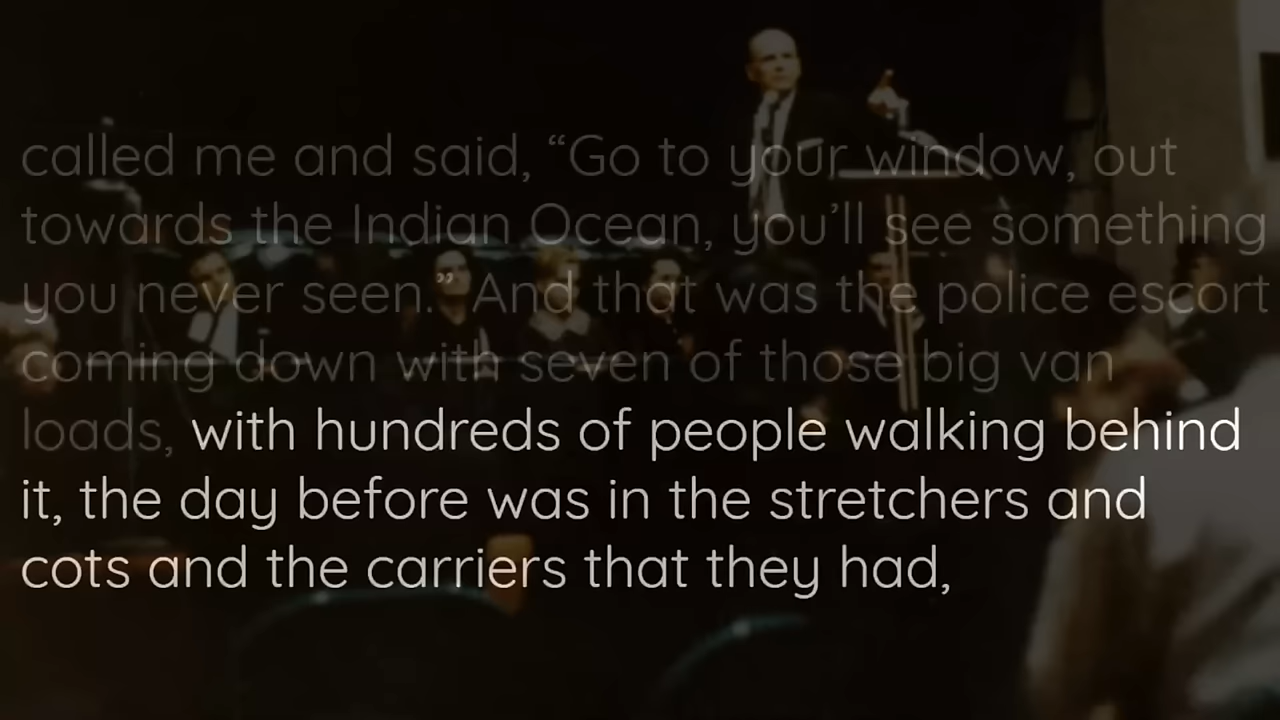 called me and said, “Go to your window, out
towards the Indian Ocean, you’ll see something
you never seen.” And that was the police escort
coming down with seven of those big van
loads, with hundreds of people walking behind
it, the day before was in the stretchers and
cots and the carriers that they had,